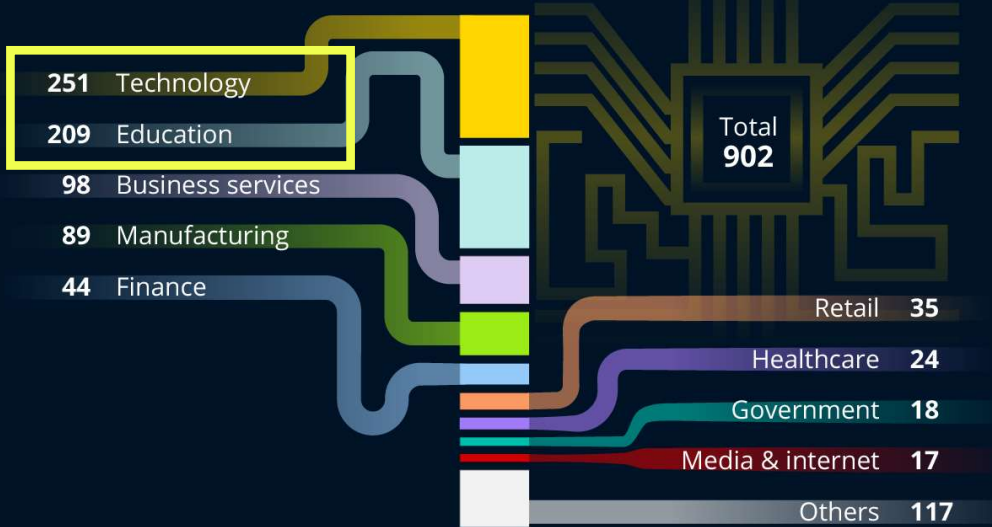 251 Technology
209 Education
98 Business services
89 Manufacturing
44 Finance
Total
902
Retail 35
Healthcare 24
Government 18
Media & internet 17
Others 117